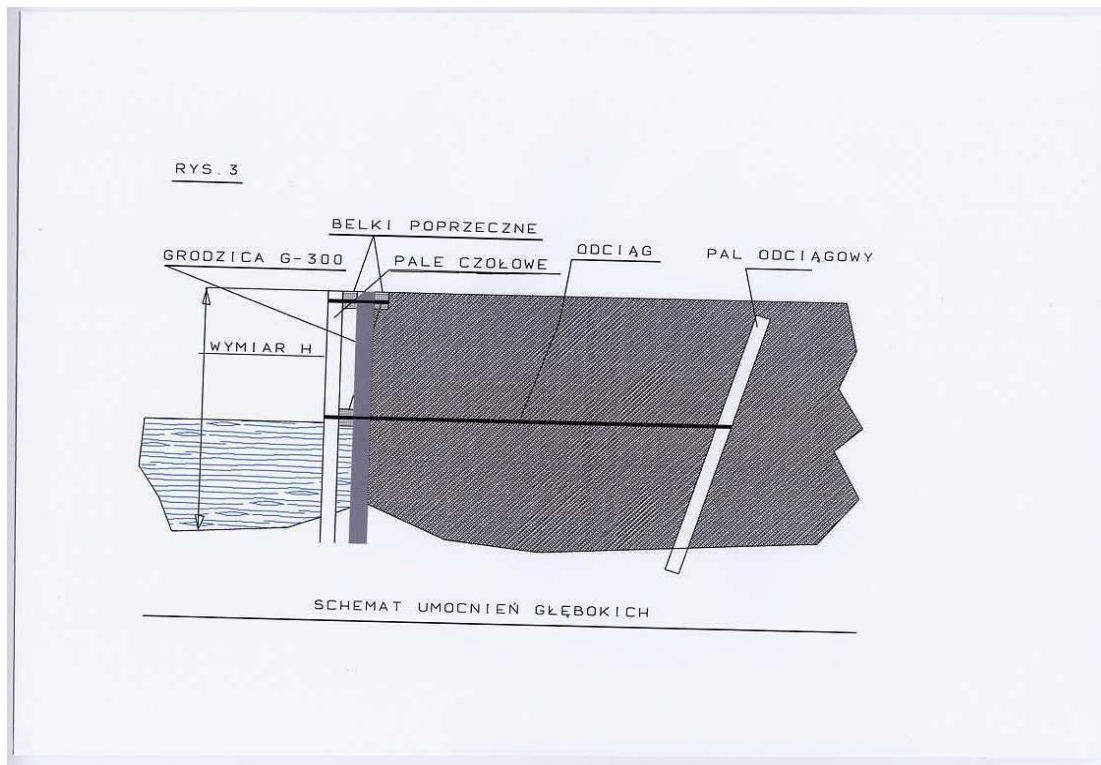 RYS. 3
BELKI POPRZECZNE
GRODZICA G-300
PALE CZOŁOWE
ODCIĄG
PAL ODCIĄGOWY
WYMIAR H
SCHEMAT UMOCNIEŃ GŁĘBOKICH